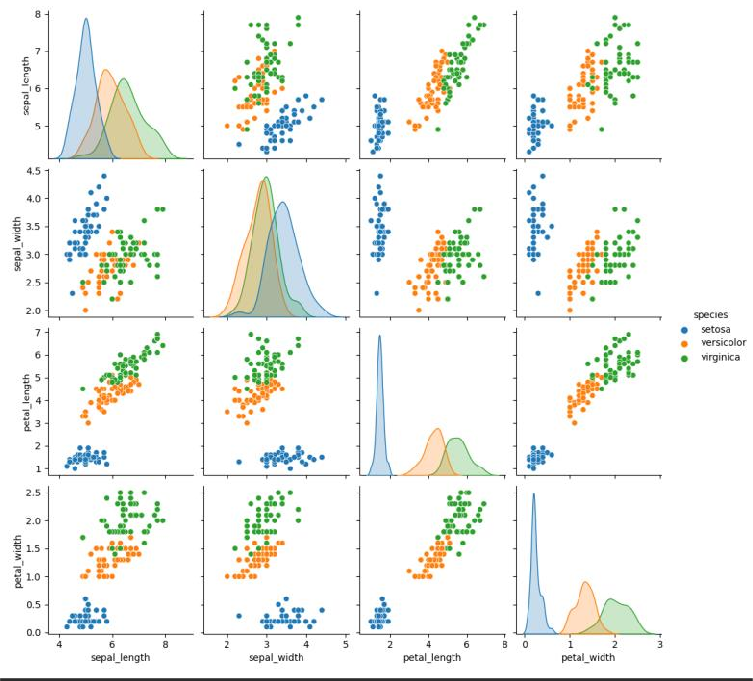 8
7
6
5
sepal_length
4.5
4.0
3.5
3.0
2.5
2.0
sepal_width
species
setosa
versicolor
virginica
7
6
5
4
3
2
1
petal_length
2.5
2.0
1.5
1.0
0.5
0.0
petal_width
4 6 8 2 3 4 5 2 4 6 8 0 1 2 3
sepal_length sepal_width petal_length petal_width